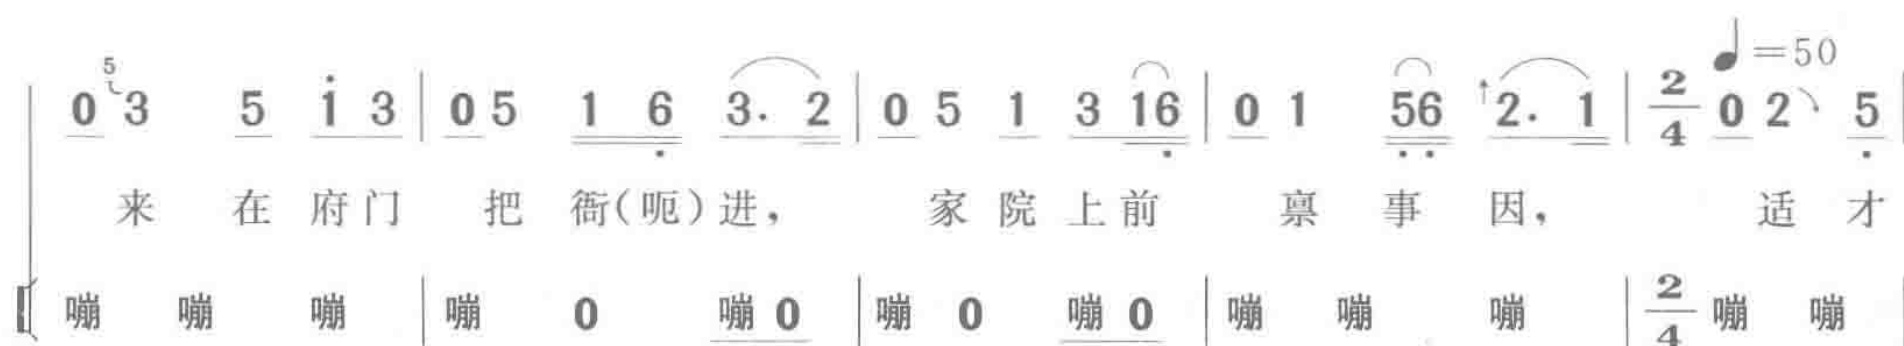 ♩=50
0 ⁵3 5 i 3 | 0 5 1 6 3. 2 | 0 5 1 3 16 | 0 1 56 ↑2. 1 | 2/4 0 2 5
来 在 府 门 把 衙(呃)进, 家 院 上 前 禀 事 因, 适 才
嘣 嘣 嘣 | 嘣 0 嘣 0 | 嘣 0 嘣 0 | 嘣 嘣 嘣 | 2/4 嘣 嘣